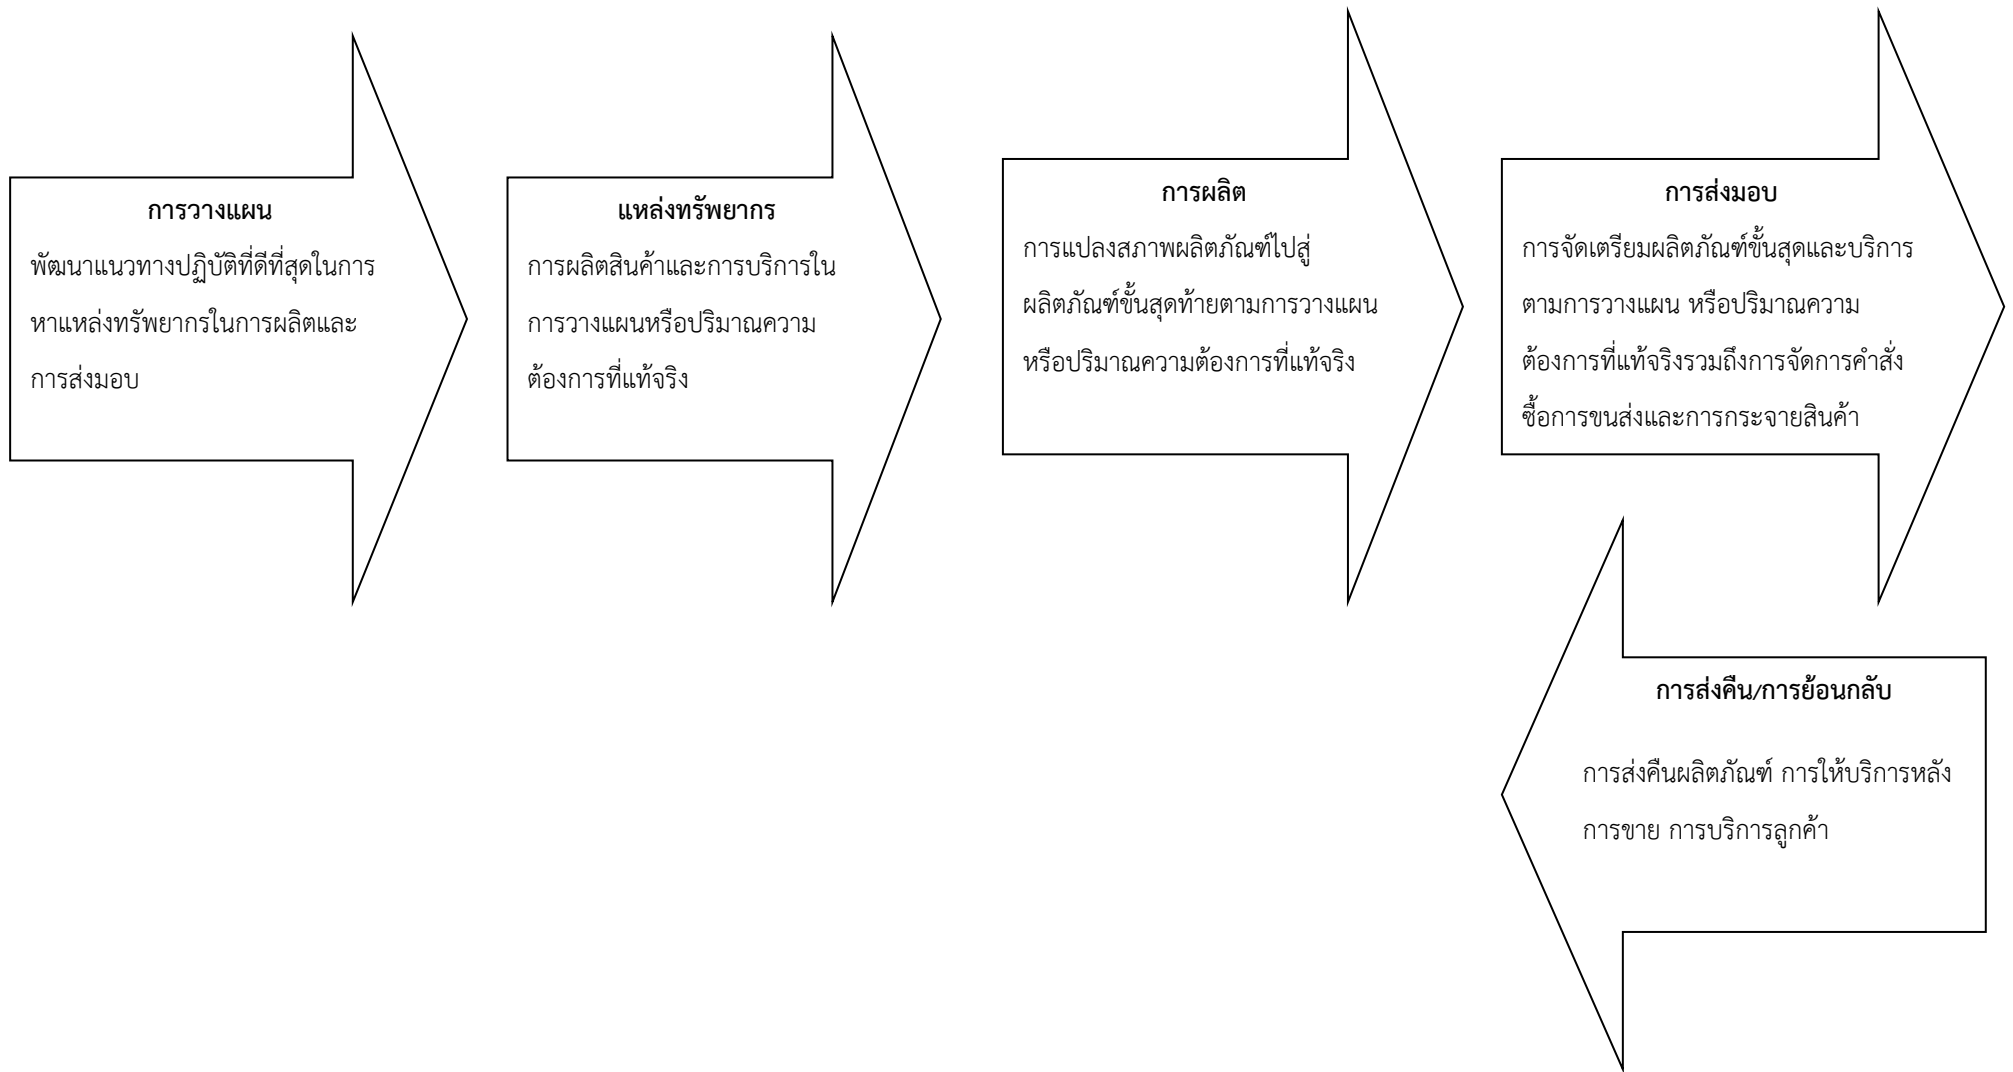 การวางแผน
พัฒนาแนวทางปฏิบัติที่ดีที่สุดในการ
หาแหล่งทรัพยากรในการผลิตและ
การส่งมอบ
แหล่งทรัพยากร
การผลิตสินค้าและการบริการใน
การวางแผนหรือปริมาณความ
ต้องการที่แท้จริง
การผลิต
การแปลงสภาพผลิตภัณฑ์ไปสู่
ผลิตภัณฑ์ขั้นสุดท้ายตามการวางแผน
หรือปริมาณความต้องการที่แท้จริง
การส่งมอบ
การจัดเตรียมผลิตภัณฑ์ขั้นสุดและบริการ
ตามการวางแผน หรือปริมาณความ
ต้องการที่แท้จริงรวมถึงการจัดการคำสั่ง
ซื้อการขนส่งและการกระจายสินค้า
การส่งคืน/การย้อนกลับ
การส่งคืนผลิตภัณฑ์ การให้บริการหลัง
การขาย การบริการลูกค้า